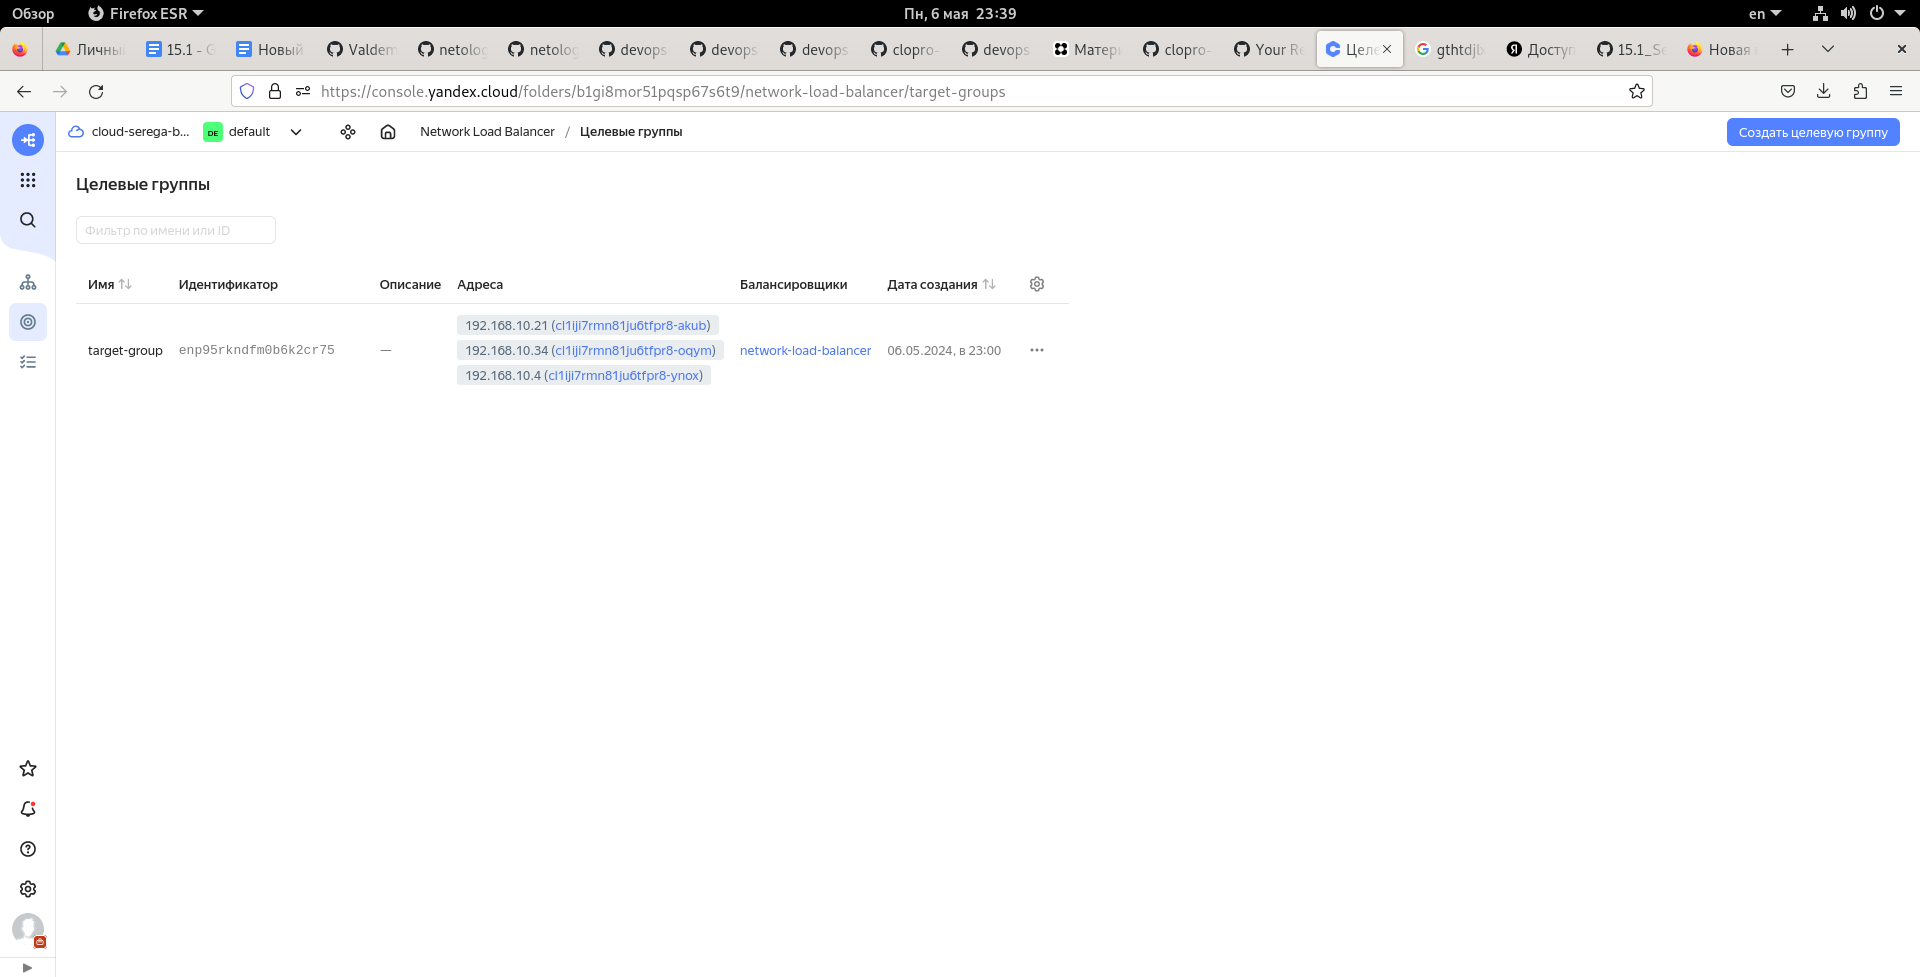 Обзор Firefox ESR Пн, 6 мая 23:39 en
Личны 15.1 - G Новый Valdem netolog netolog devops devops devops clopro- devops Матер clopro- Your Re Целе gthtdjb Доступ 15.1_Se Новая
https://console.yandex.cloud/folders/b1gi8mor51pqsp67s6t9/network-load-balancer/target-groups
cloud-serega-b... DE default Network Load Balancer / Целевые группы Создать целевую группу
Целевые группы
Фильтр по имени или ID
Имя Идентификатор Описание Адреса Балансировщики Дата создания
192.168.10.21 (cl1iji7rmn81ju6tfpr8-akub)
target-group enp95rkndfm0b6k2cr75 — 192.168.10.34 (cl1iji7rmn81ju6tfpr8-oqym) network-load-balancer 06.05.2024, в 23:00
192.168.10.4 (cl1iji7rmn81ju6tfpr8-ynox)